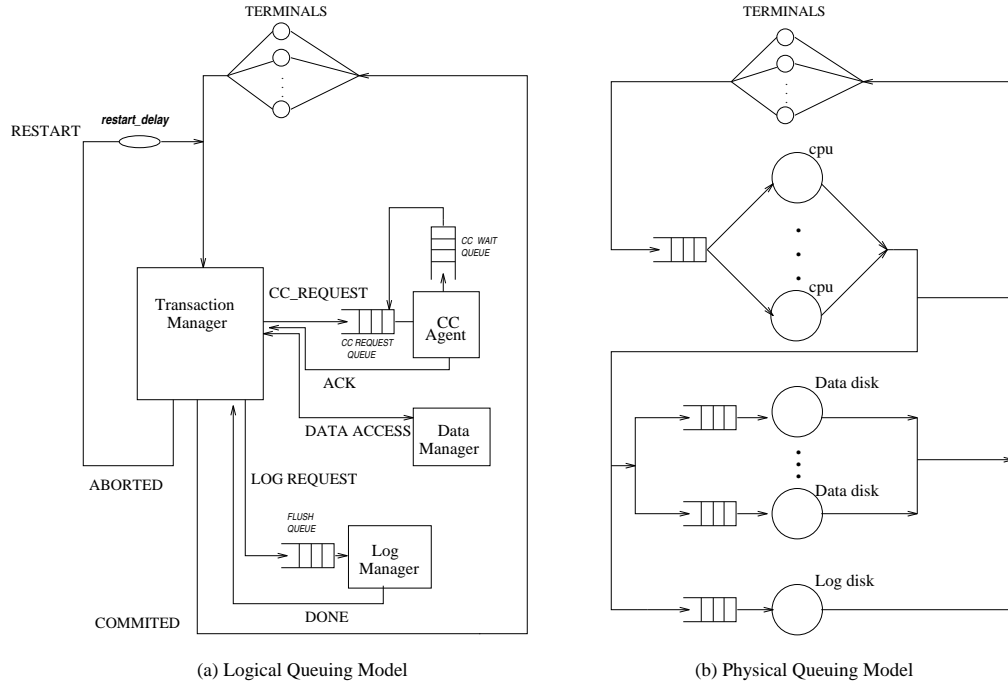 TERMINALS
restart_delay
RESTART
CC WAIT
QUEUE
Transaction
Manager
CC_REQUEST
CC
Agent
CC REQUEST
QUEUE
ACK
DATA ACCESS
Data
Manager
ABORTED
LOG REQUEST
FLUSH
QUEUE
Log
Manager
DONE
COMMITED
(a) Logical Queuing Model
TERMINALS
cpu
cpu
Data disk
Data disk
Log disk
(b) Physical Queuing Model